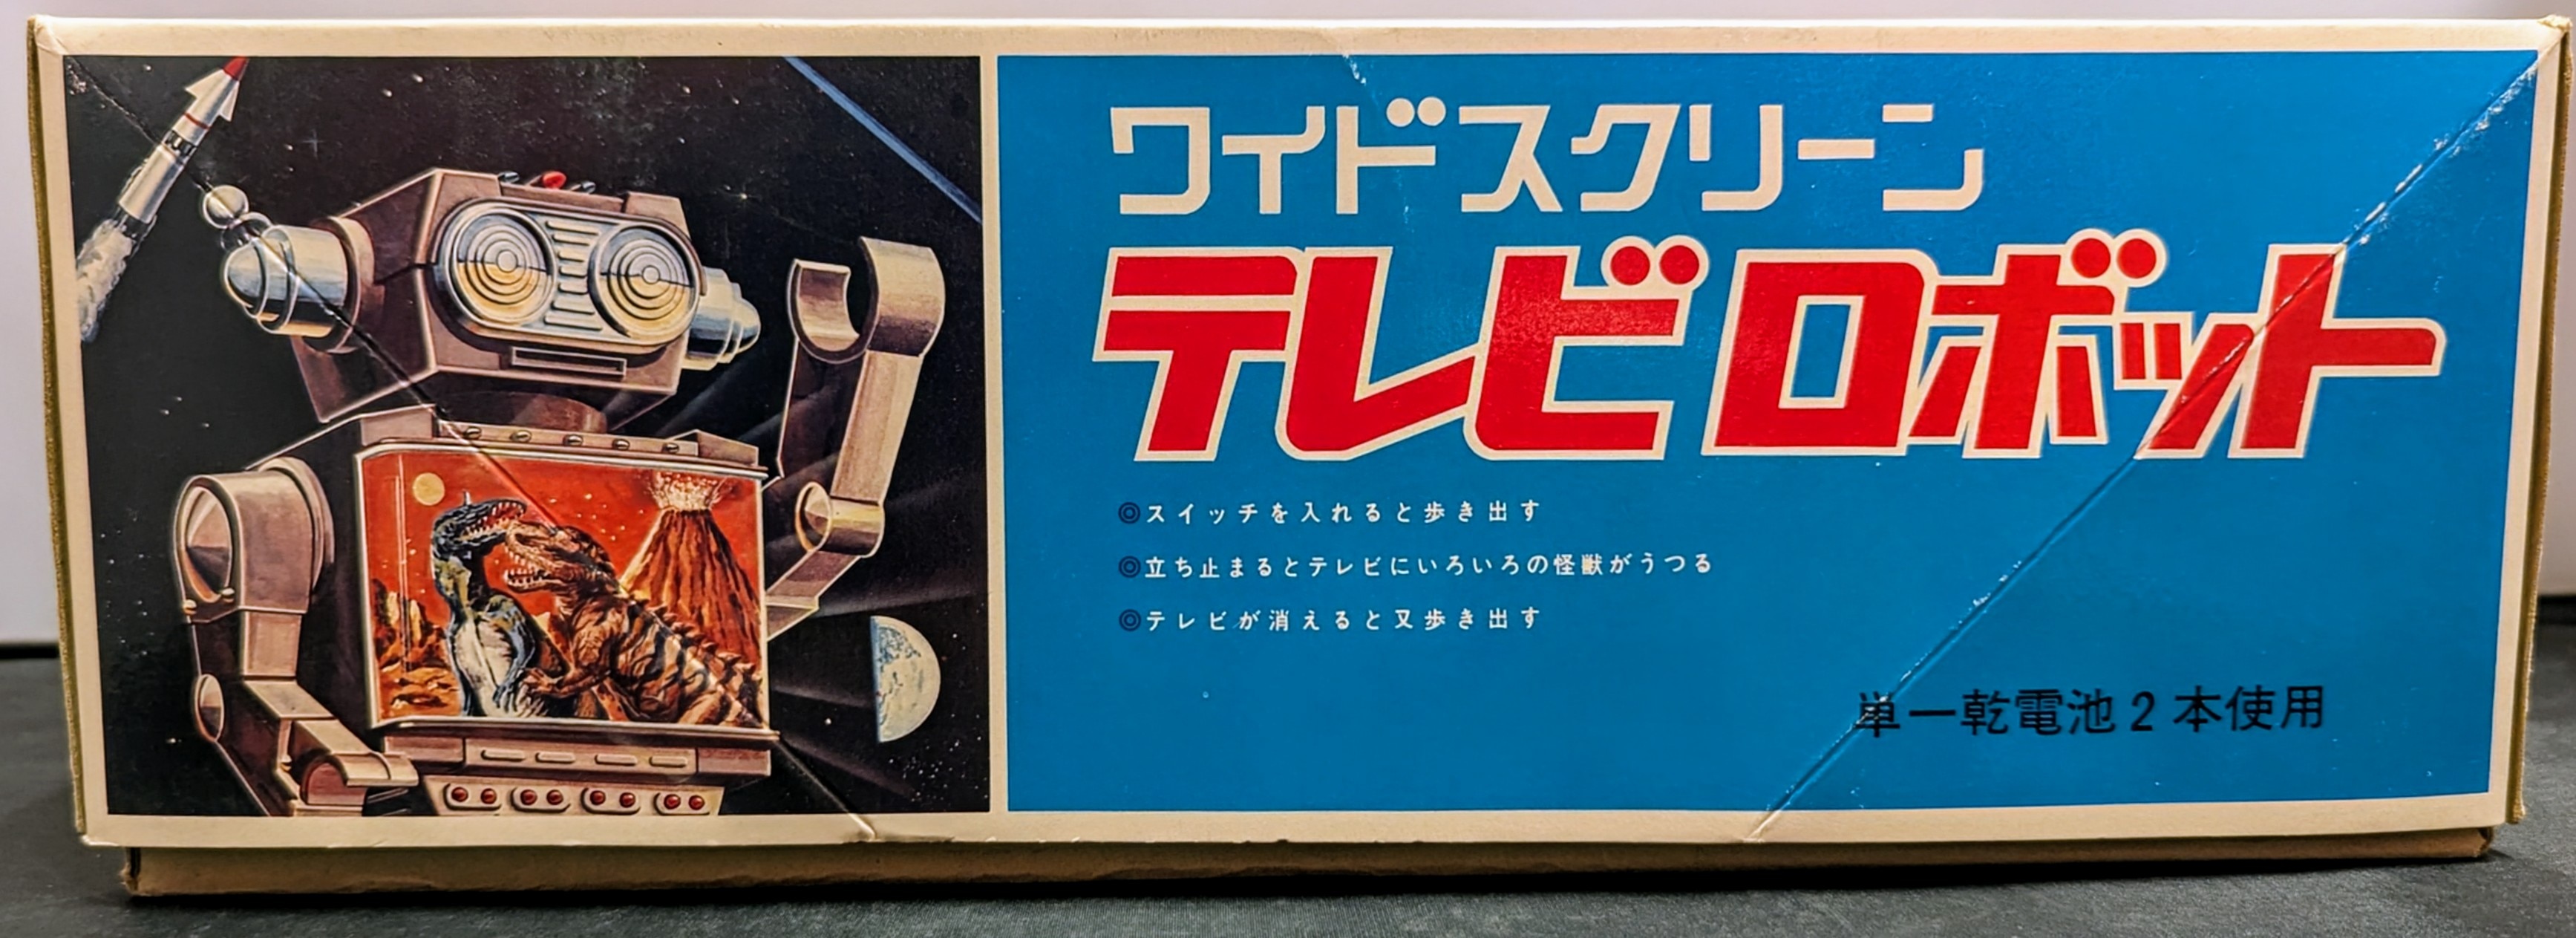 ワイドスクリーン
テレビロボット
◎スイッチを入れると歩き出す
◎立ち止まるとテレビにいろいろの怪獣がうつる
◎テレビが消えると又歩き出す
単一乾電池2本使用